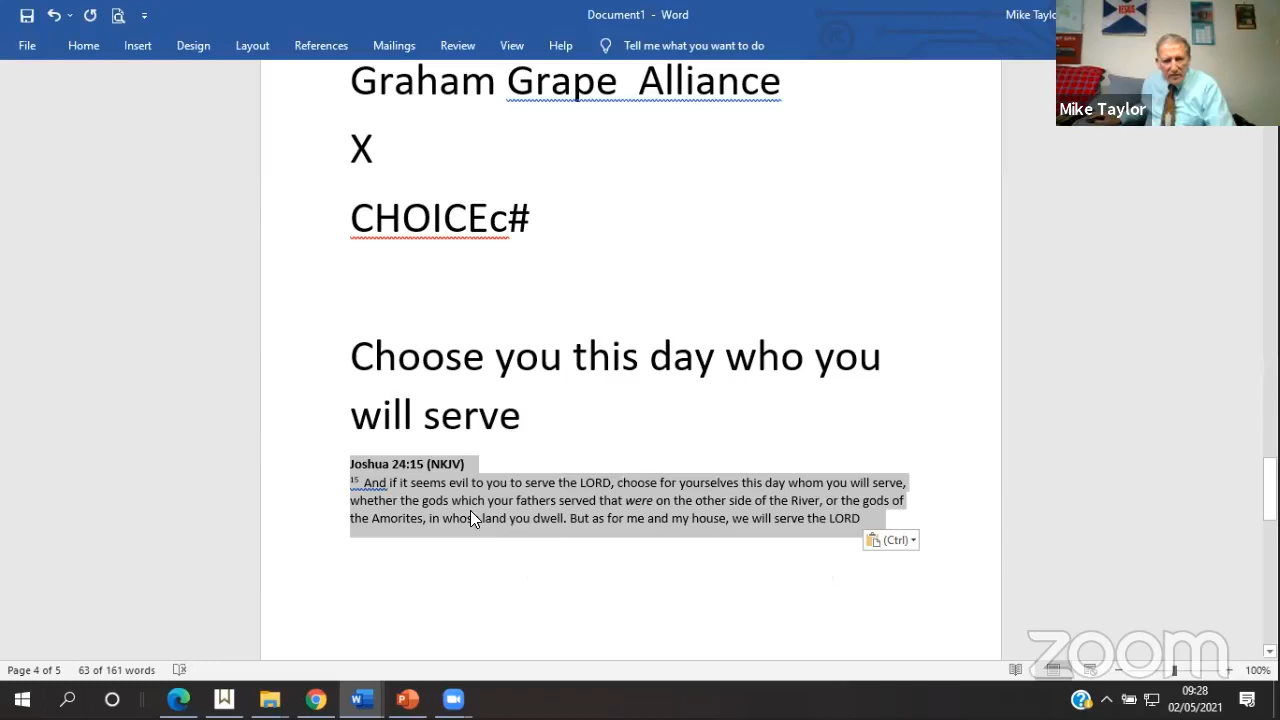 Document1 - Word
Mike Taylo
File Home Insert Design Layout References Mailings Review View Help Tell me what you want to do
Mike Taylor
Graham Grape Alliance
X
CHOICEc#
Choose you this day who you
will serve
Joshua 24:15 (NKJV)
15 And if it seems evil to you to serve the LORD, choose for yourselves this day whom you will serve,
whether the gods which your fathers served that were on the other side of the River, or the gods of
the Amorites, in whose land you dwell. But as for me and my house, we will serve the LORD
(Ctrl)
zoom
Page 4 of 5 63 of 161 words 100%
09:28
02/05/2021